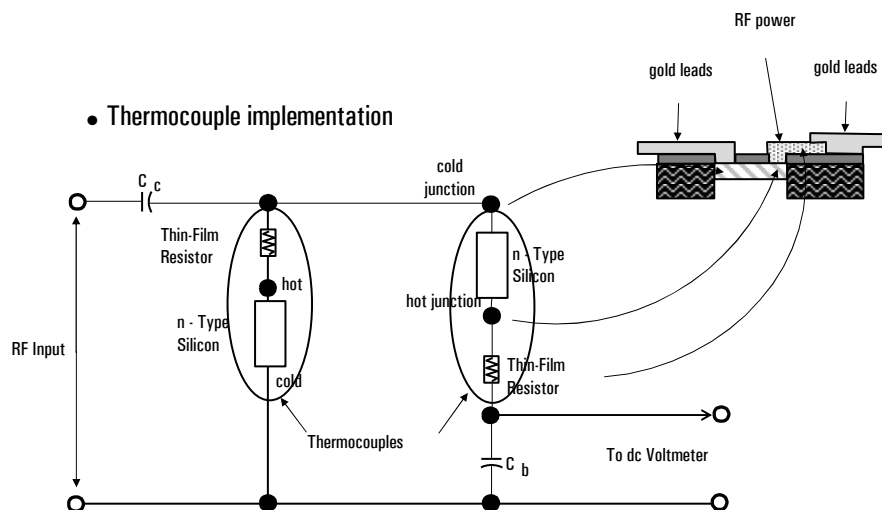 RF power
gold leads
gold leads
• Thermocouple implementation
cold
junction
C c
Thin-Film
Resistor
n - Type
Silicon
hot
hot junction
n - Type
Silicon
RF Input
Thin-Film
Resistor
cold
Thermocouples
To dc Voltmeter
C b